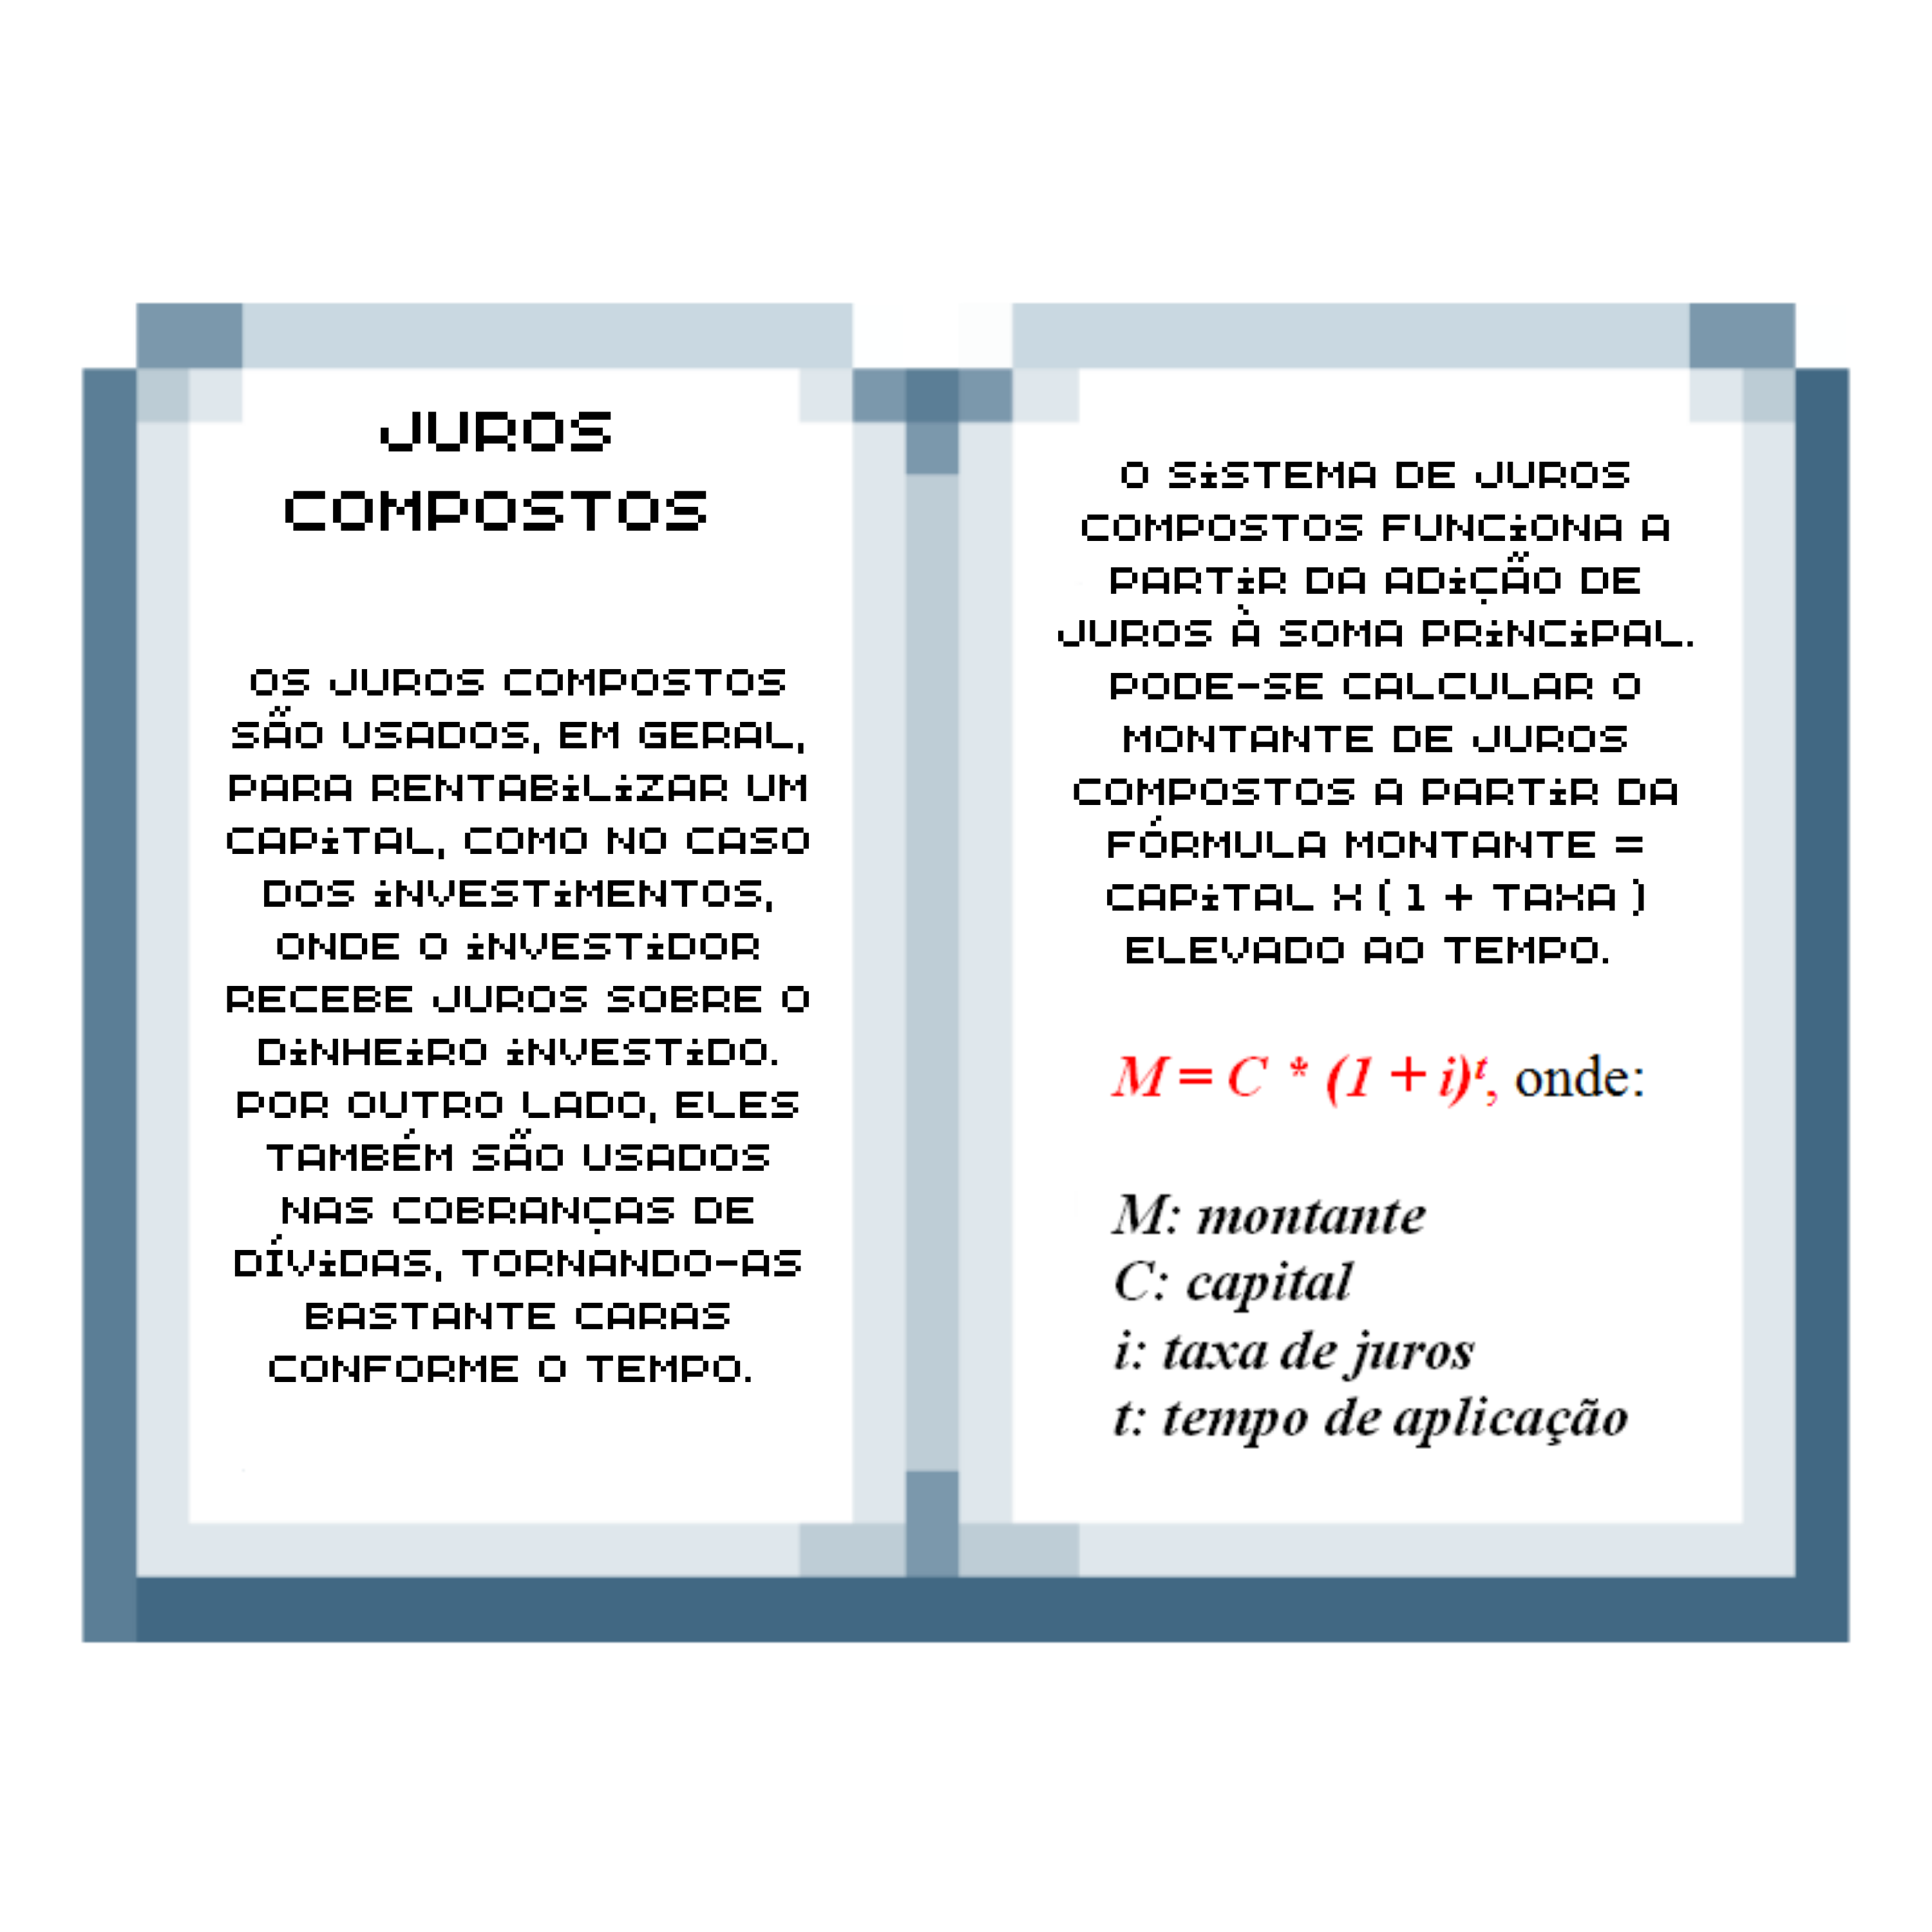 JUROS
COMPOSTOS
OS JUROS COMPOSTOS
SÃO USADOS, EM GERAL,
PARA RENTABILIZAR UM
CAPITAL, COMO NO CASO
DOS INVESTIMENTOS,
ONDE O INVESTIDOR
RECEBE JUROS SOBRE O
DINHEIRO INVESTIDO.
POR OUTRO LADO, ELES
TAMBÉM SÃO USADOS
NAS COBRANÇAS DE
DÍVIDAS, TORNANDO-AS
BASTANTE CARAS
CONFORME O TEMPO.
O SISTEMA DE JUROS
COMPOSTOS FUNCIONA A
PARTIR DA ADIÇÃO DE
JUROS À SOMA PRINCIPAL.
PODE-SE CALCULAR O
MONTANTE DE JUROS
COMPOSTOS A PARTIR DA
FÓRMULA MONTANTE =
CAPITAL X (1 + TAXA)
ELEVADO AO TEMPO.
M = C * (1 + i)ᵗ, onde:
M: montante
C: capital
i: taxa de juros
t: tempo de aplicação